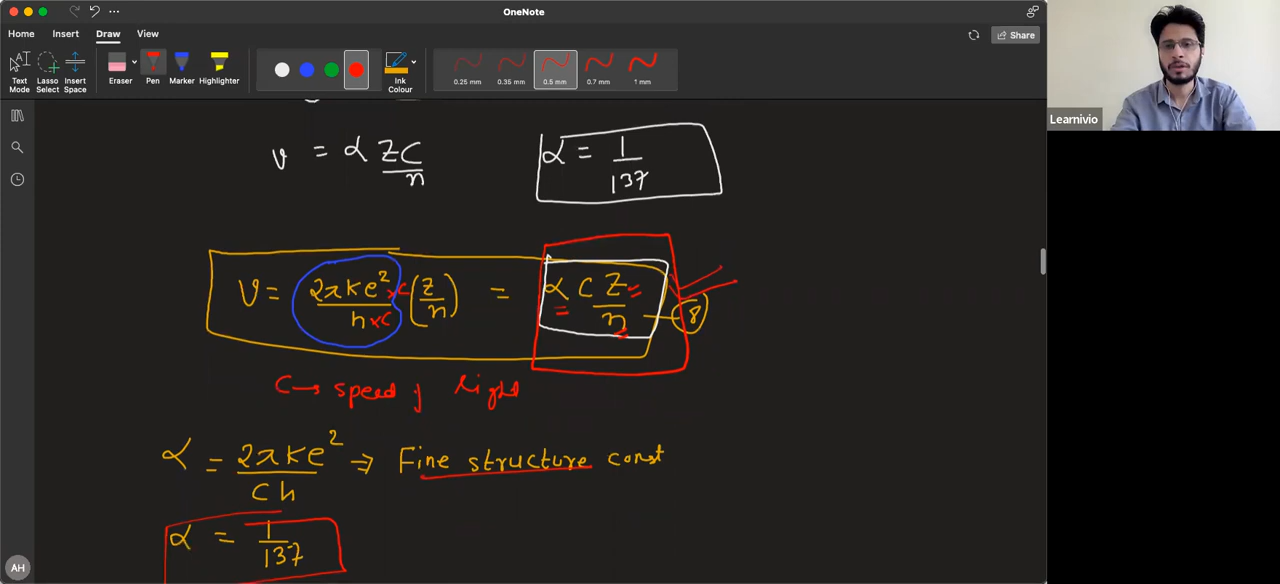 OneNote
Home Insert Draw View
Share
Text Mode
Lasso Select
Insert Space
Eraser
Pen
Marker
Highlighter
Ink Colour
0.25 mm
0.35 mm
0.5 mm
0.7 mm
1 mm
Learnivio
v = α ZC/n
α = 1/137
V = 2πke²×C/h×C (Z/n) = α C Z/n — 8
C → speed of light
α = 2πke²/Ch ⇒ Fine structure const
α = 1/137
AH